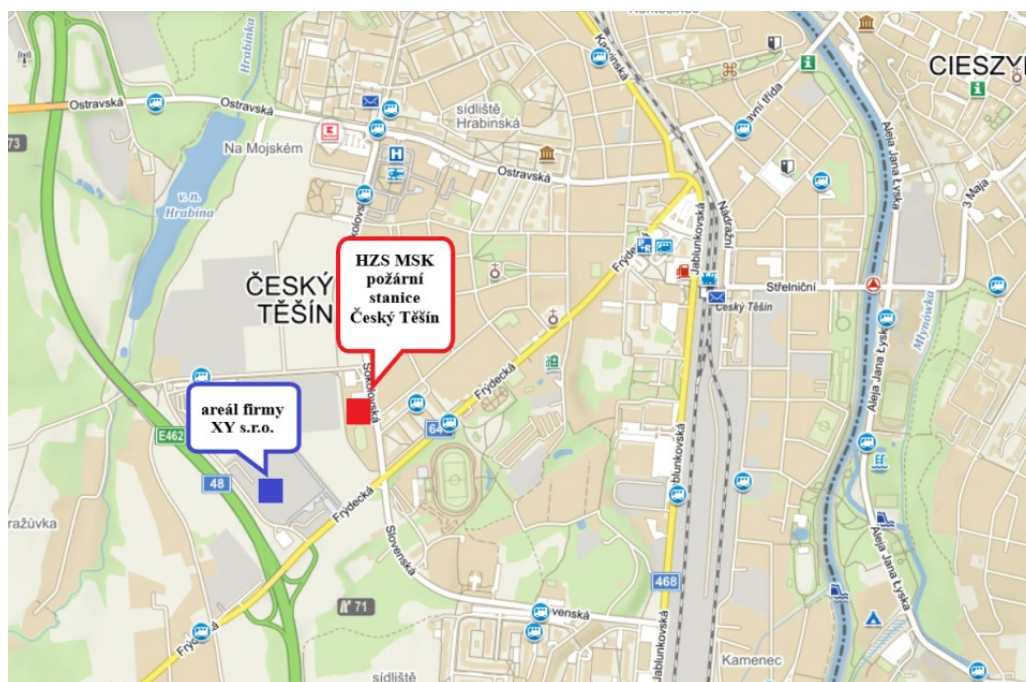 Hrabinka
CIESZY
Karvinská
Ostravská
Ostravská
sídliště
Hrabinská
Na Mojském
73
H
Ostravská
v. n.
Hrabina
Aleja Jana Łyska
3 Maja
Nádražní
Jablunkovská
P+R
Střelniční
Český Těšín
Mlýnówka
ČESKÝ
TĚŠÍN
HZS MSK
požární
stanice
Český Těšín
Sokolovská
Frýdecká
Aleja Jana Łyska
areál firmy
XY s.r.o.
E462
48
Frýdecká
Slovenská
Aleja Jana Łyska
468
71
Jablunkovská
Frýdecká
Kamenec
sídliště